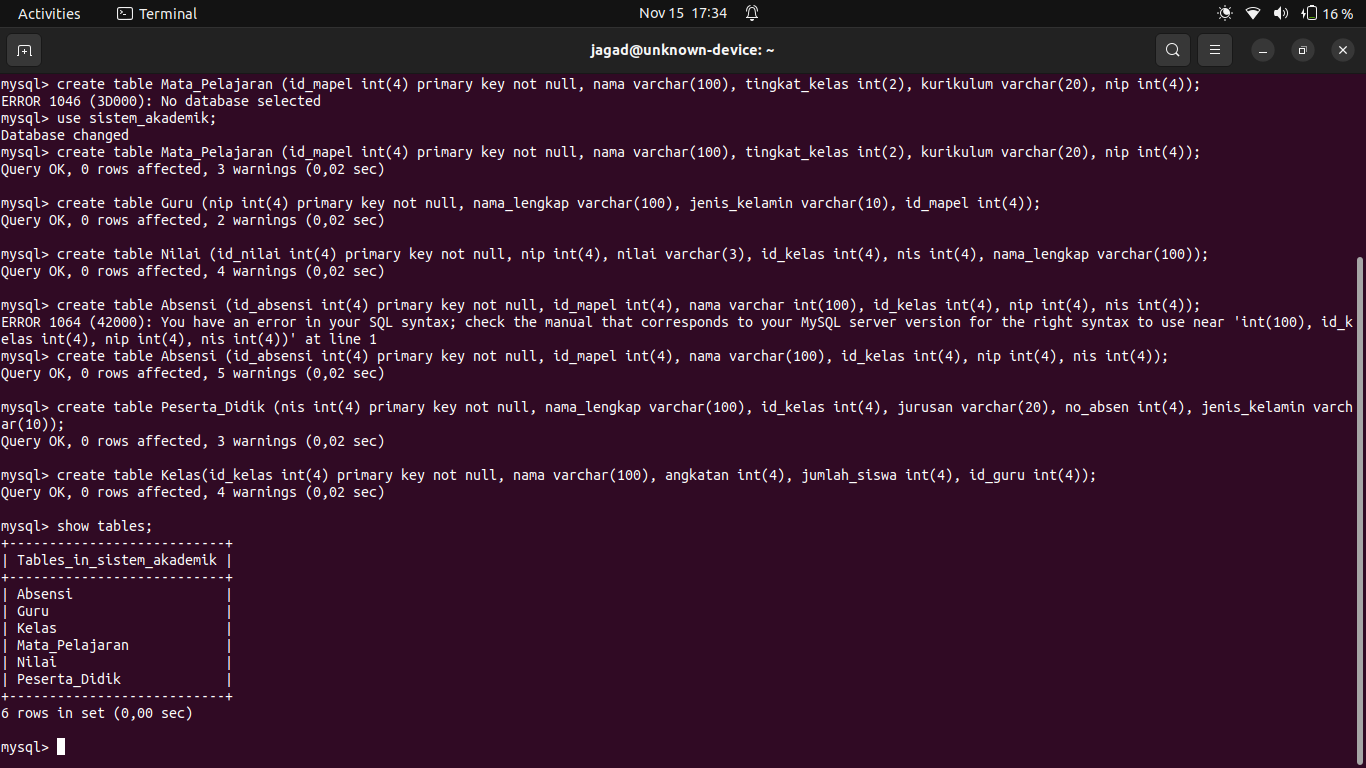 Activities Terminal Nov 15 17:34 16 %
jagad@unknown-device: ~
mysql> create table Mata_Pelajaran (id_mapel int(4) primary key not null, nama varchar(100), tingkat_kelas int(2), kurikulum varchar(20), nip int(4));
ERROR 1046 (3D000): No database selected
mysql> use sistem_akademik;
Database changed
mysql> create table Mata_Pelajaran (id_mapel int(4) primary key not null, nama varchar(100), tingkat_kelas int(2), kurikulum varchar(20), nip int(4));
Query OK, 0 rows affected, 3 warnings (0,02 sec)
mysql> create table Guru (nip int(4) primary key not null, nama_lengkap varchar(100), jenis_kelamin varchar(10), id_mapel int(4));
Query OK, 0 rows affected, 2 warnings (0,02 sec)
mysql> create table Nilai (id_nilai int(4) primary key not null, nip int(4), nilai varchar(3), id_kelas int(4), nis int(4), nama_lengkap varchar(100));
Query OK, 0 rows affected, 4 warnings (0,02 sec)
mysql> create table Absensi (id_absensi int(4) primary key not null, id_mapel int(4), nama varchar int(100), id_kelas int(4), nip int(4), nis int(4));
ERROR 1064 (42000): You have an error in your SQL syntax; check the manual that corresponds to your MySQL server version for the right syntax to use near 'int(100), id_k
elas int(4), nip int(4), nis int(4))' at line 1
mysql> create table Absensi (id_absensi int(4) primary key not null, id_mapel int(4), nama varchar(100), id_kelas int(4), nip int(4), nis int(4));
Query OK, 0 rows affected, 5 warnings (0,02 sec)
mysql> create table Peserta_Didik (nis int(4) primary key not null, nama_lengkap varchar(100), id_kelas int(4), jurusan varchar(20), no_absen int(4), jenis_kelamin varch
ar(10));
Query OK, 0 rows affected, 3 warnings (0,02 sec)
mysql> create table Kelas(id_kelas int(4) primary key not null, nama varchar(100), angkatan int(4), jumlah_siswa int(4), id_guru int(4));
Query OK, 0 rows affected, 4 warnings (0,02 sec)
mysql> show tables;
+---------------------------+
| Tables_in_sistem_akademik |
+---------------------------+
| Absensi                   |
| Guru                      |
| Kelas                     |
| Mata_Pelajaran            |
| Nilai                     |
| Peserta_Didik             |
+---------------------------+
6 rows in set (0,00 sec)
mysql>